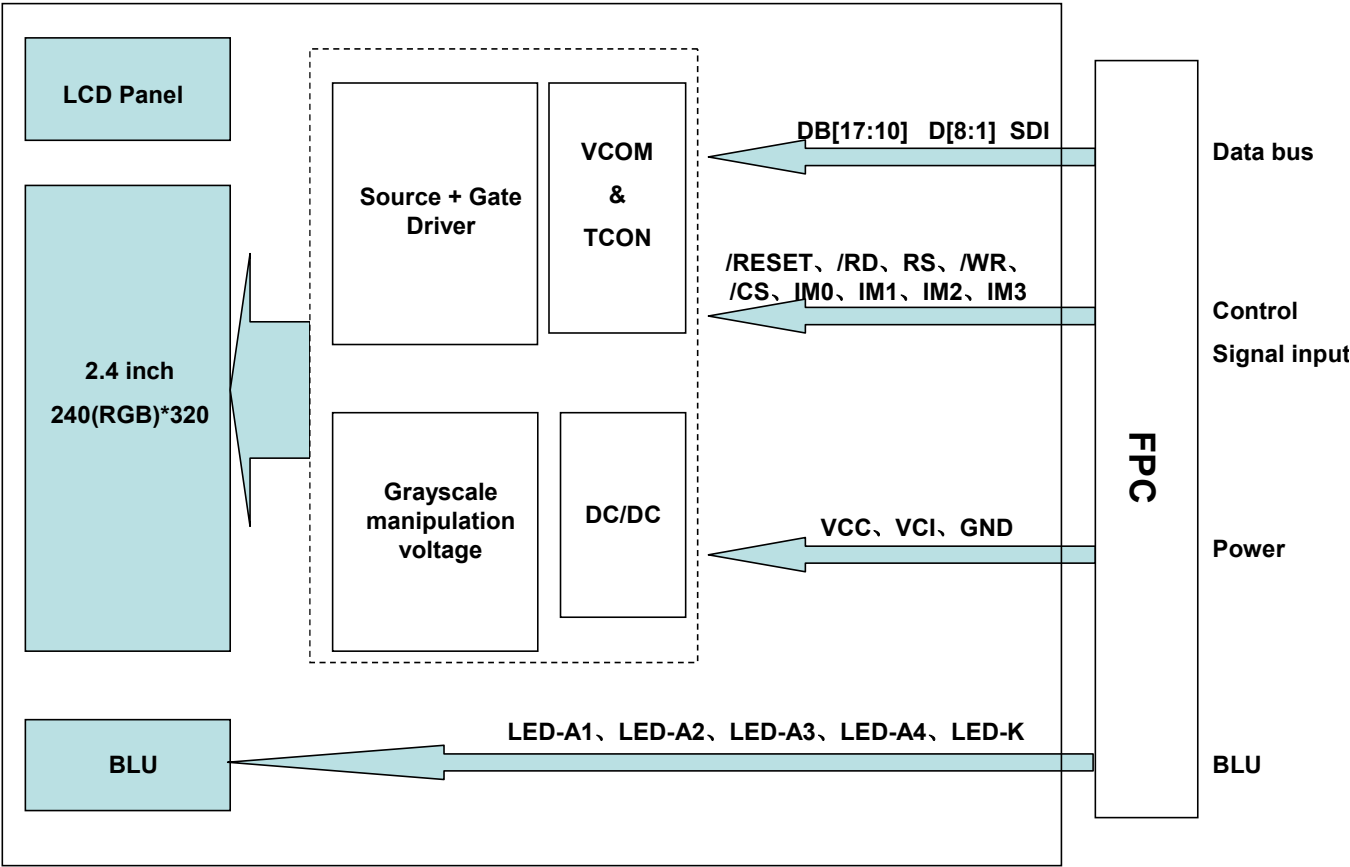 LCD Panel
2.4 inch
240(RGB)*320
BLU
Source + Gate
Driver
VCOM
&
TCON
Grayscale
manipulation
voltage
DC/DC
DB[17:10] D[8:1] SDI
/RESET、/RD、RS、/WR、
/CS、IM0、IM1、IM2、IM3
VCC、VCI、GND
LED-A1、LED-A2、LED-A3、LED-A4、LED-K
FPC
Data bus
Control
Signal input
Power
BLU